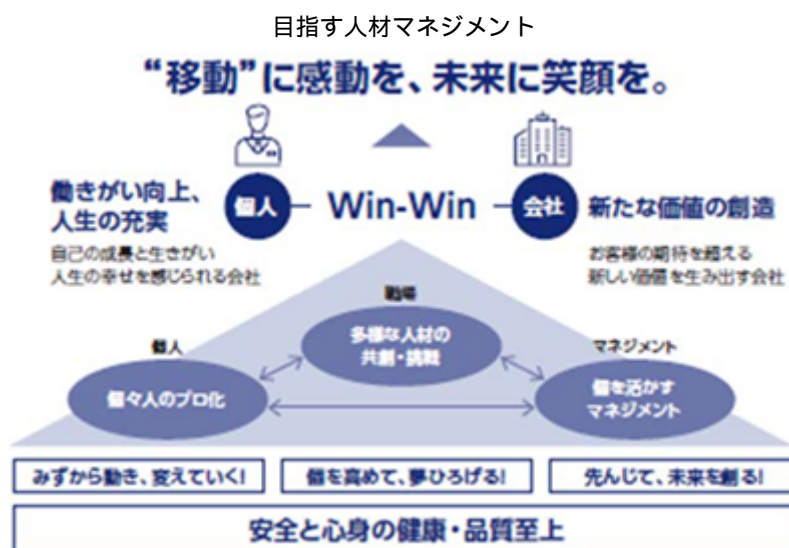 目指す人材マネジメント
“移動”に感動を、未来に笑顔を。
働きがい向上、
人生の充実
個人
Win-Win
会社
新たな価値の創造
自己の成長と生きがい
人生の幸せを感じられる会社
お客様の期待を超える
新しい価値を生み出す会社
職場
多様な人材の
共創・挑戦
個人
個々人のプロ化
マネジメント
個を活かす
マネジメント
みずから動き、変えていく!
個を高めて、夢ひろげる!
先んじて、未来を創る!
安全と心身の健康・品質至上